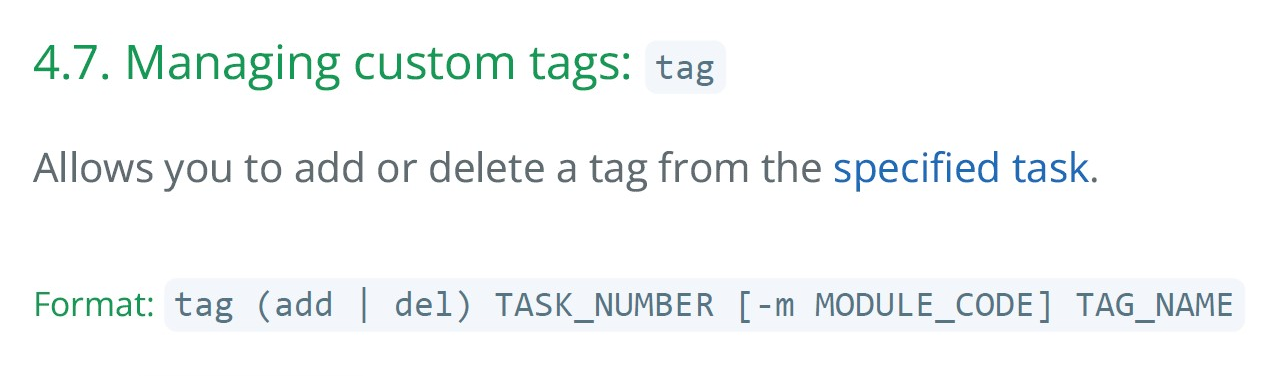 4.7. Managing custom tags: tag
Allows you to add or delete a tag from the specified task.
Format: tag (add | del) TASK_NUMBER [-m MODULE_CODE] TAG_NAME